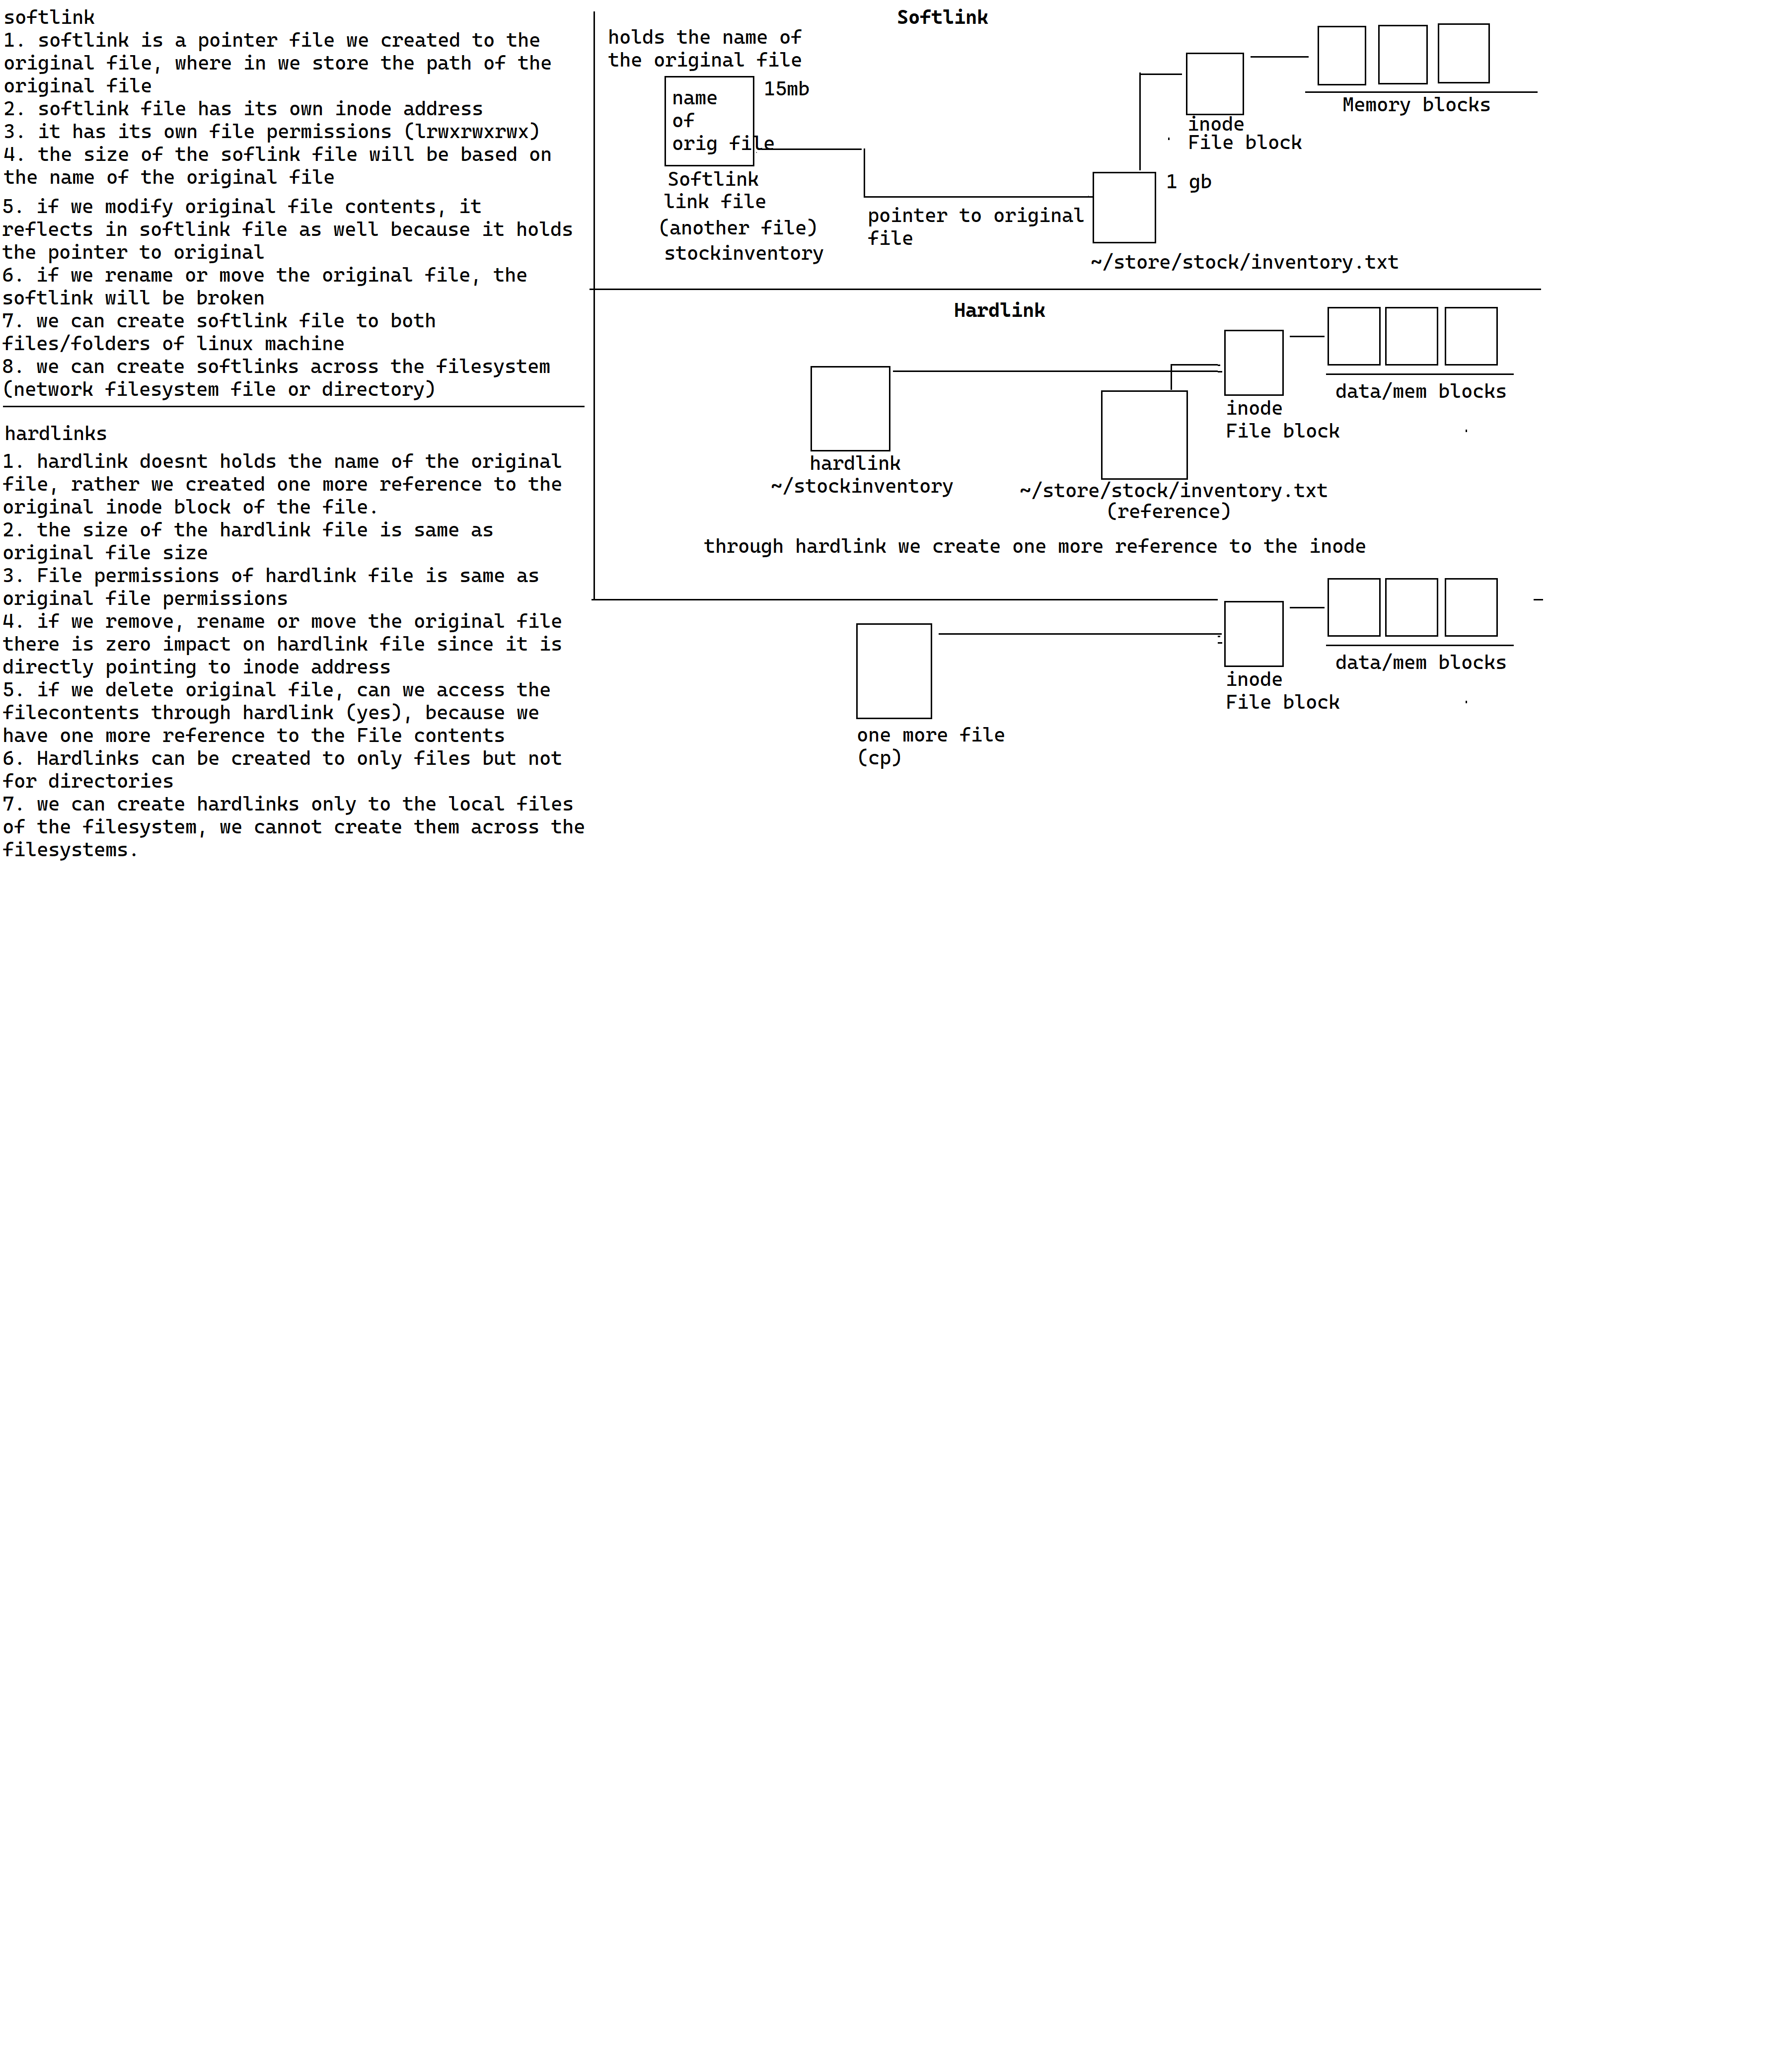 softlink
1. softlink is a pointer file we created to the
original file, where in we store the path of the
original file
2. softlink file has its own inode address
3. it has its own file permissions (lrwxrwxrwx)
4. the size of the soflink file will be based on
the name of the original file
5. if we modify original file contents, it
reflects in softlink file as well because it holds
the pointer to original
6. if we rename or move the original file, the
softlink will be broken
7. we can create softlink file to both
files/folders of linux machine
8. we can create softlinks across the filesystem
(network filesystem file or directory)
hardlinks
1. hardlink doesnt holds the name of the original
file, rather we created one more reference to the
original inode block of the file.
2. the size of the hardlink file is same as
original file size
3. File permissions of hardlink file is same as
original file permissions
4. if we remove, rename or move the original file
there is zero impact on hardlink file since it is
directly pointing to inode address
5. if we delete original file, can we access the
filecontents through hardlink (yes), because we
have one more reference to the File contents
6. Hardlinks can be created to only files but not
for directories
7. we can create hardlinks only to the local files
of the filesystem, we cannot create them across the
filesystems.
Softlink
holds the name of
the original file
15mb
name
of
orig file
Softlink
link file
(another file)
stockinventory
pointer to original
file
1 gb
~/store/stock/inventory.txt
inode
File block
Memory blocks
Hardlink
hardlink
~/stockinventory
~/store/stock/inventory.txt
(reference)
inode
File block
data/mem blocks
through hardlink we create one more reference to the inode
one more file
(cp)
inode
File block
data/mem blocks